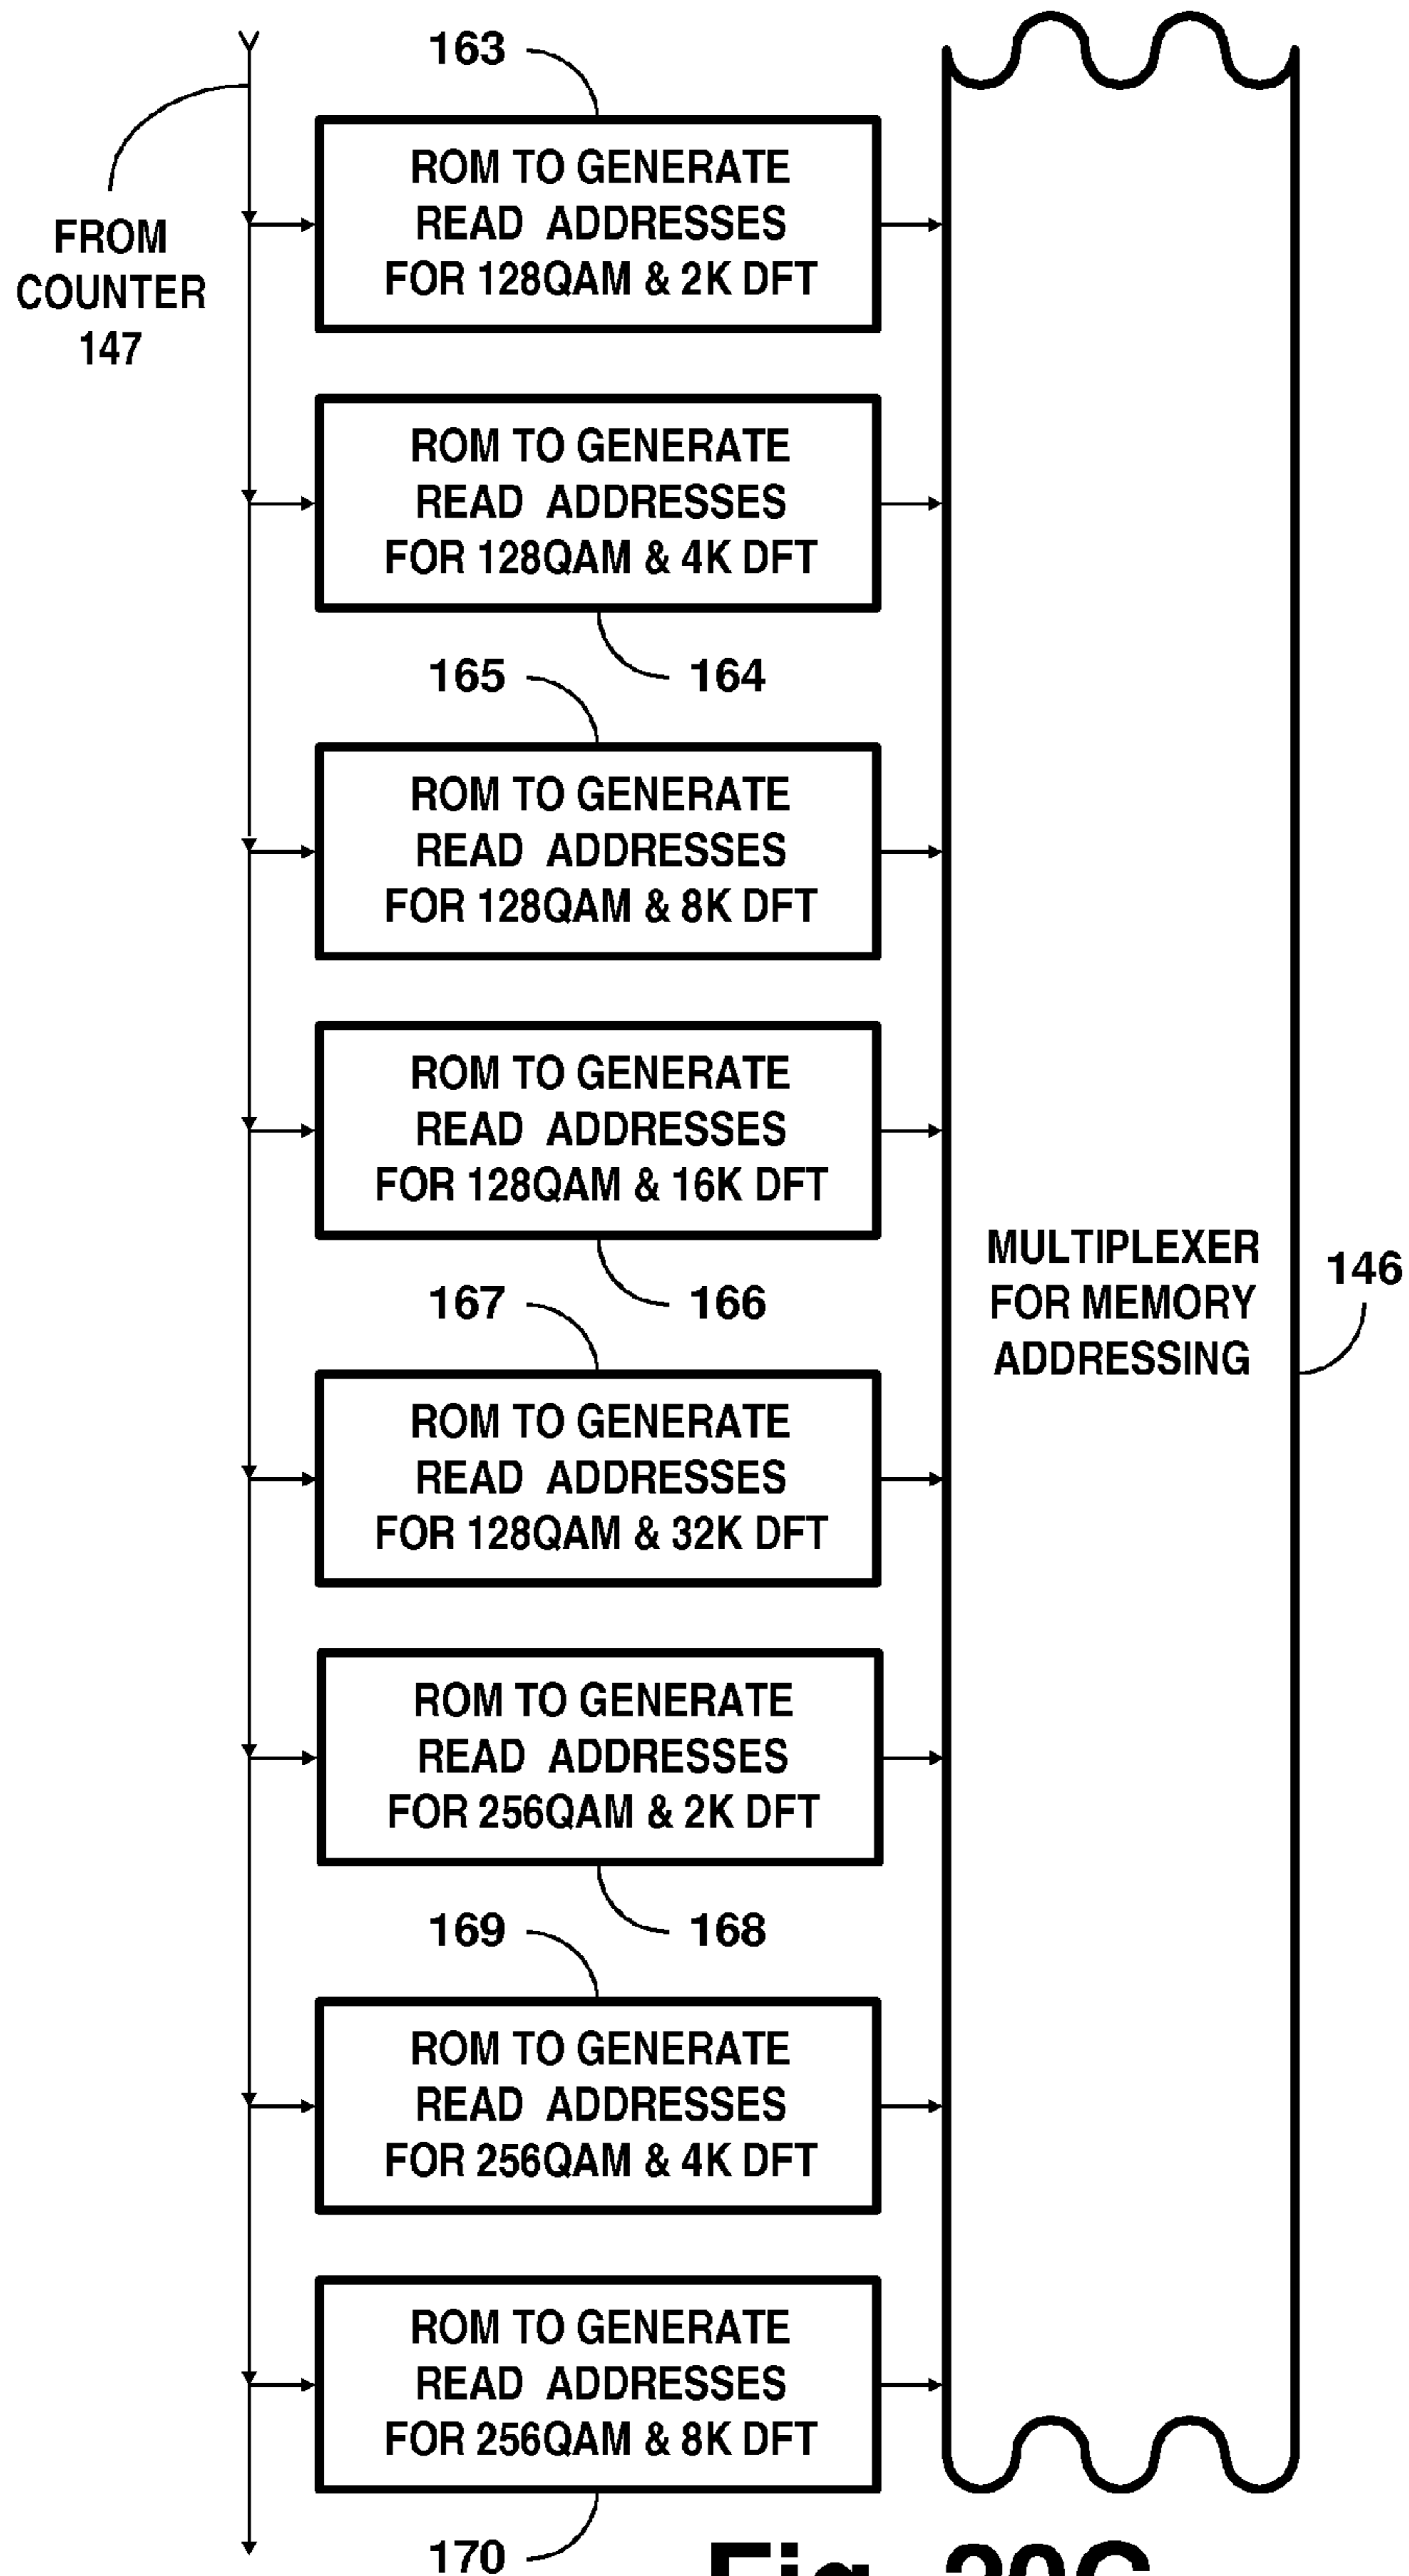 163
FROM
COUNTER
147
ROM TO GENERATE
READ ADDRESSES
FOR 128QAM & 2K DFT
ROM TO GENERATE
READ ADDRESSES
FOR 128QAM & 4K DFT
164
165
ROM TO GENERATE
READ ADDRESSES
FOR 128QAM & 8K DFT
ROM TO GENERATE
READ ADDRESSES
FOR 128QAM & 16K DFT
166
167
ROM TO GENERATE
READ ADDRESSES
FOR 128QAM & 32K DFT
ROM TO GENERATE
READ ADDRESSES
FOR 256QAM & 2K DFT
168
169
ROM TO GENERATE
READ ADDRESSES
FOR 256QAM & 4K DFT
ROM TO GENERATE
READ ADDRESSES
FOR 256QAM & 8K DFT
170
MULTIPLEXER
FOR MEMORY
ADDRESSING
146